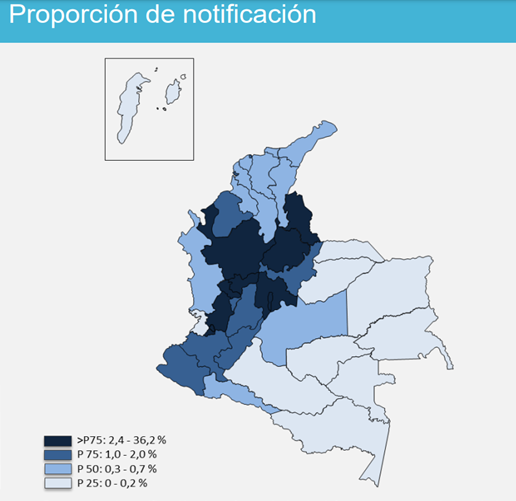 Proporción de notificación
>P75: 2,4 - 36,2 %
P 75: 1,0 - 2,0 %
P 50: 0,3 - 0,7 %
P 25: 0 - 0,2 %